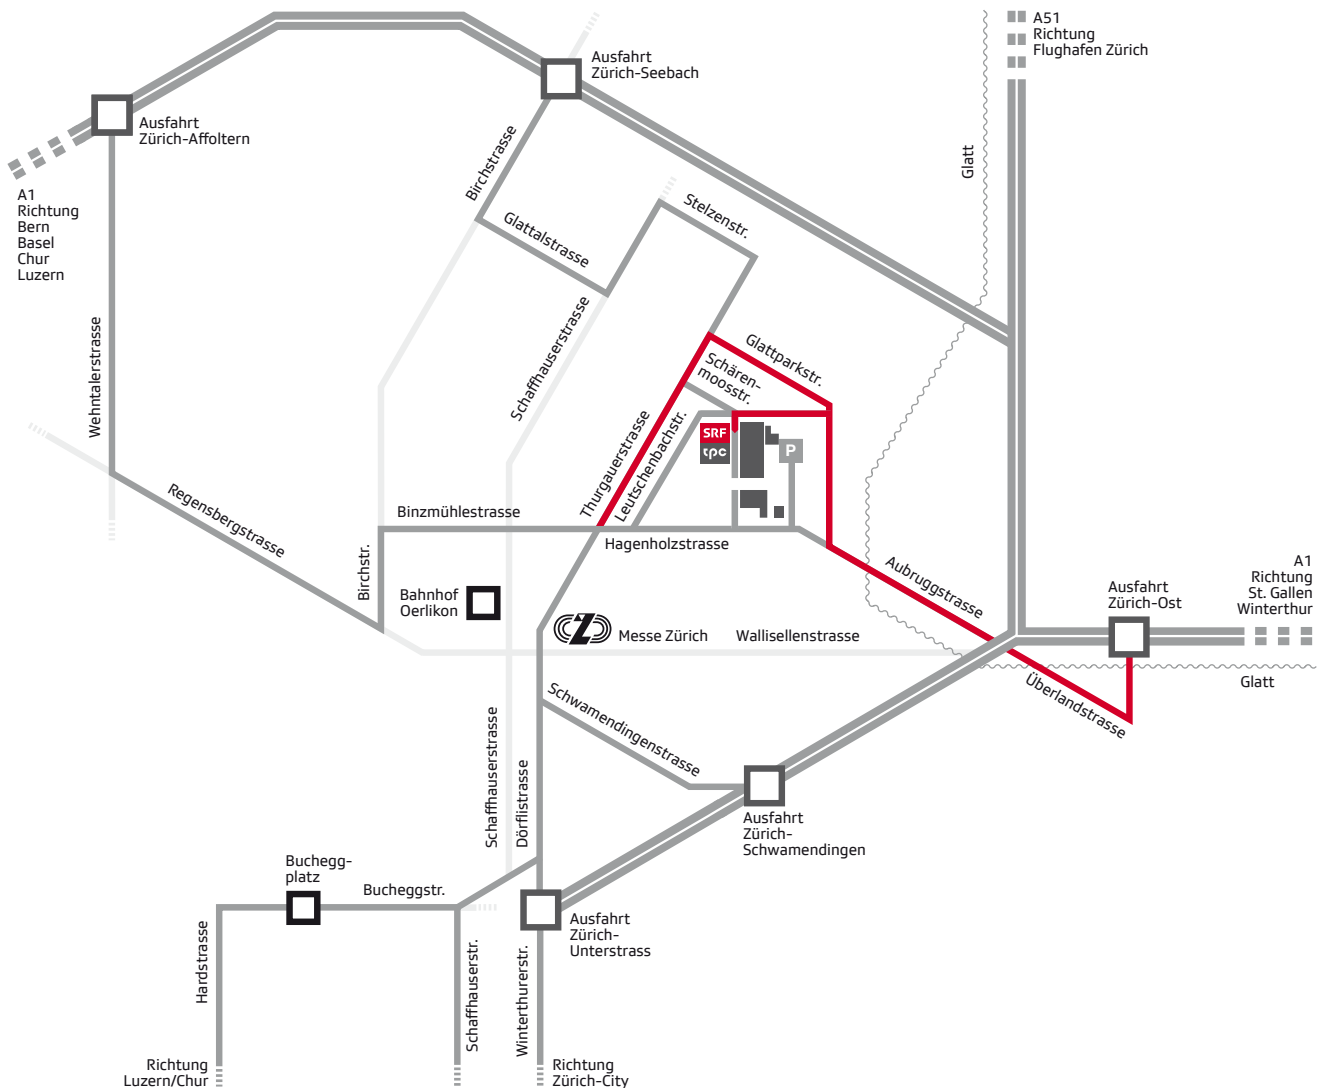 A51
Richtung
Flughafen Zürich
Ausfahrt
Zürich-Seebach
Ausfahrt
Zürich-Affoltern
A1
Richtung
Bern
Basel
Chur
Luzern
Birchstrasse
Glatt
Stelzenstr.
Glattalstrasse
Schaffhauserstrasse
Wehntalerstrasse
Glattparkstr.
Schären-
moosstr.
Thurgauerstrasse
Leutschenbachstr.
SRF
tpc
P
Regensbergstrasse
Binzmühlestrasse
Hagenholzstrasse
Birchstr.
Bahnhof
Oerlikon
Aubruggstrasse
A1
Richtung
St. Gallen
Winterthur
Ausfahrt
Zürich-Ost
Messe Zürich
Wallisellenstrasse
Glatt
Überlandstrasse
Schwamendingenstrasse
Schaffhauserstrasse
Dörflistrasse
Ausfahrt
Zürich-
Schwamendingen
Bucheggplatz
Bucheggstr.
Ausfahrt
Zürich-
Unterstrass
Hardstrasse
Schaffhauserstr.
Winterthurerstr.
Richtung
Luzern/Chur
Richtung
Zürich-City